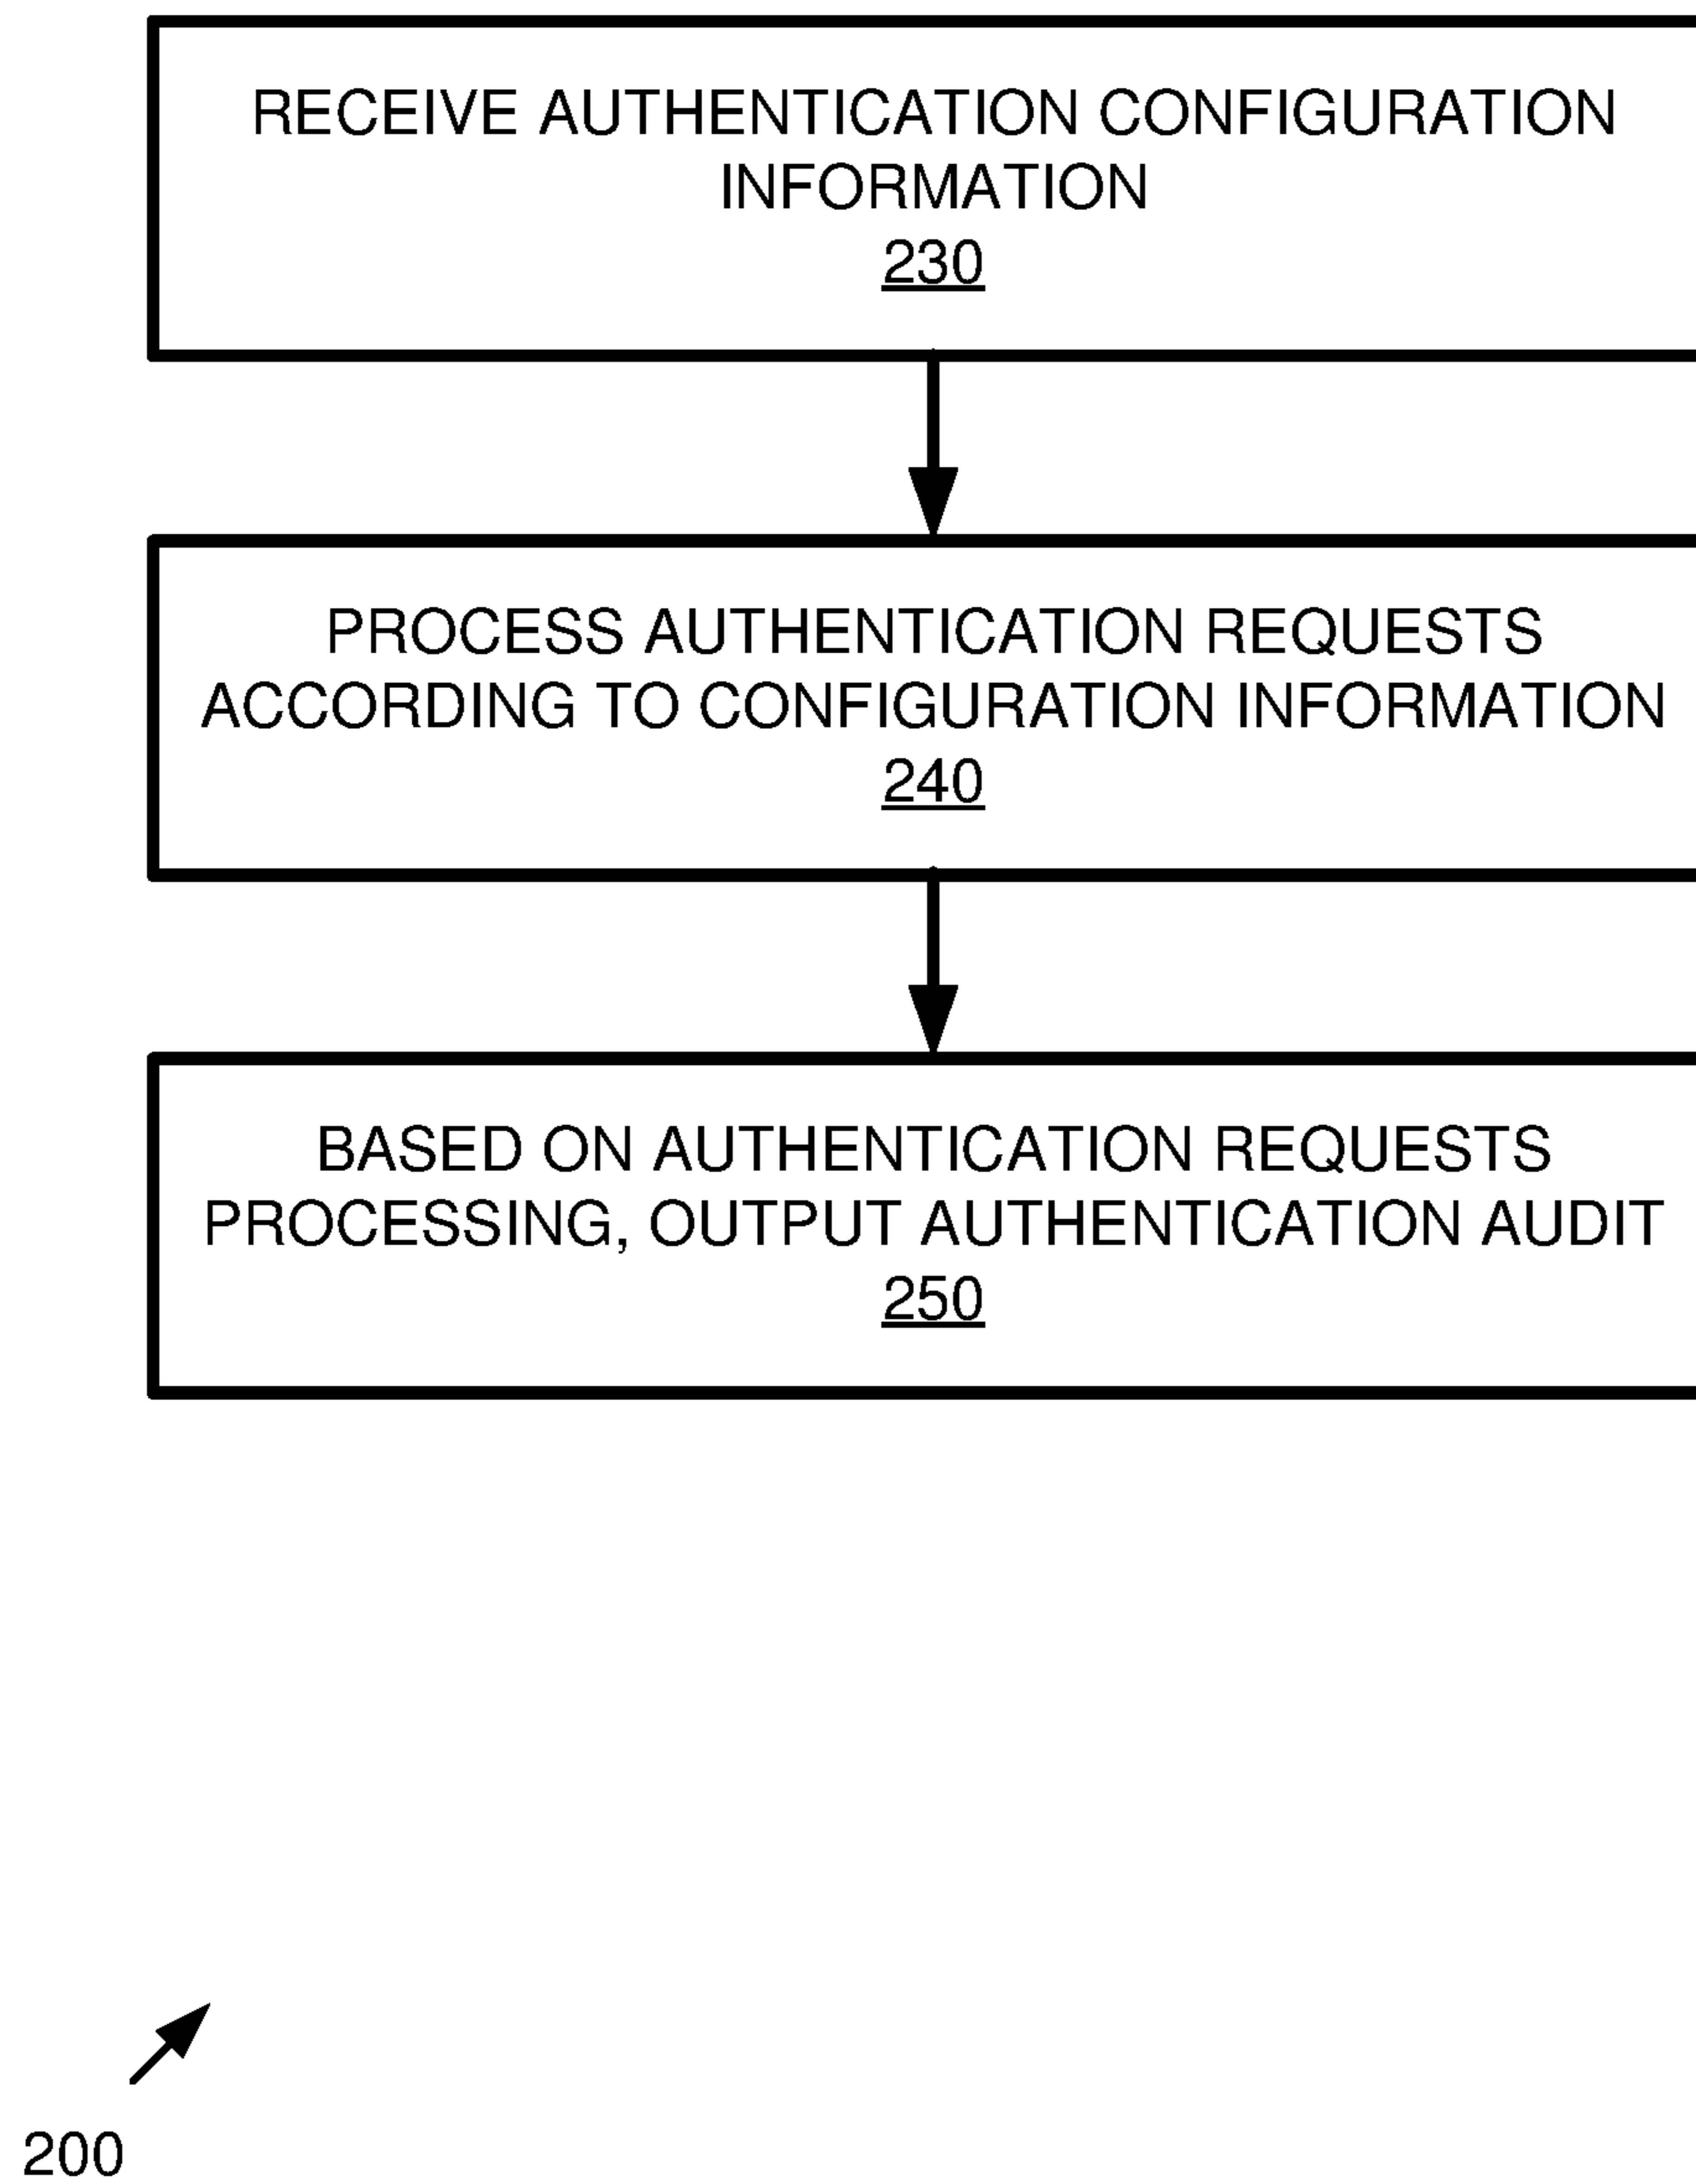 RECEIVE AUTHENTICATION CONFIGURATION
INFORMATION
230
PROCESS AUTHENTICATION REQUESTS
ACCORDING TO CONFIGURATION INFORMATION
240
BASED ON AUTHENTICATION REQUESTS
PROCESSING, OUTPUT AUTHENTICATION AUDIT
250
200